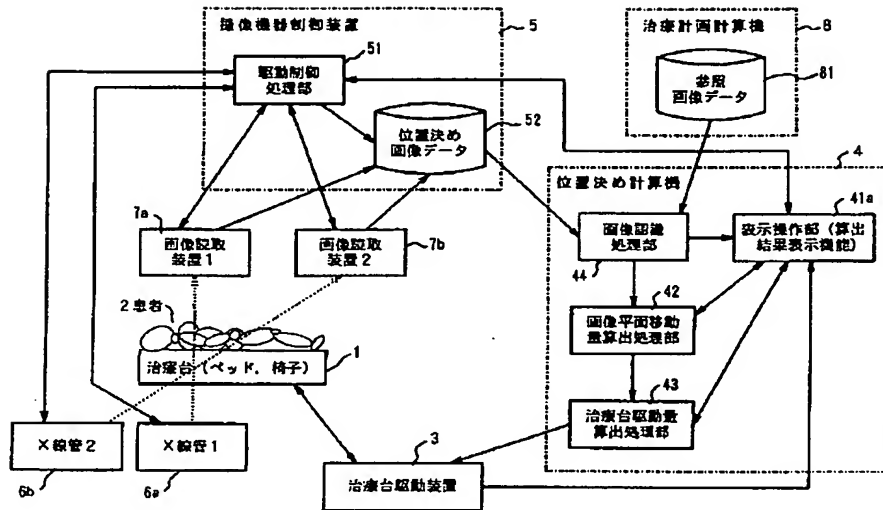 撮像機器制御装置
5
51
駆動制御
処理部
位置決め
画像データ
52
治療計画計算機
8
参照
画像データ
81
4
位置決め計算機
41a
7a
画像読取
装置1
画像読取
装置2
7b
画像認識
処理部
44
表示操作部(算出
結果表示機能)
2患者
42
画像平面移動
量算出処理部
1
治療台(ベッド、椅子)
43
治療台駆動量
算出処理部
X線管2
6b
X線管1
6a
3
治療台駆動装置